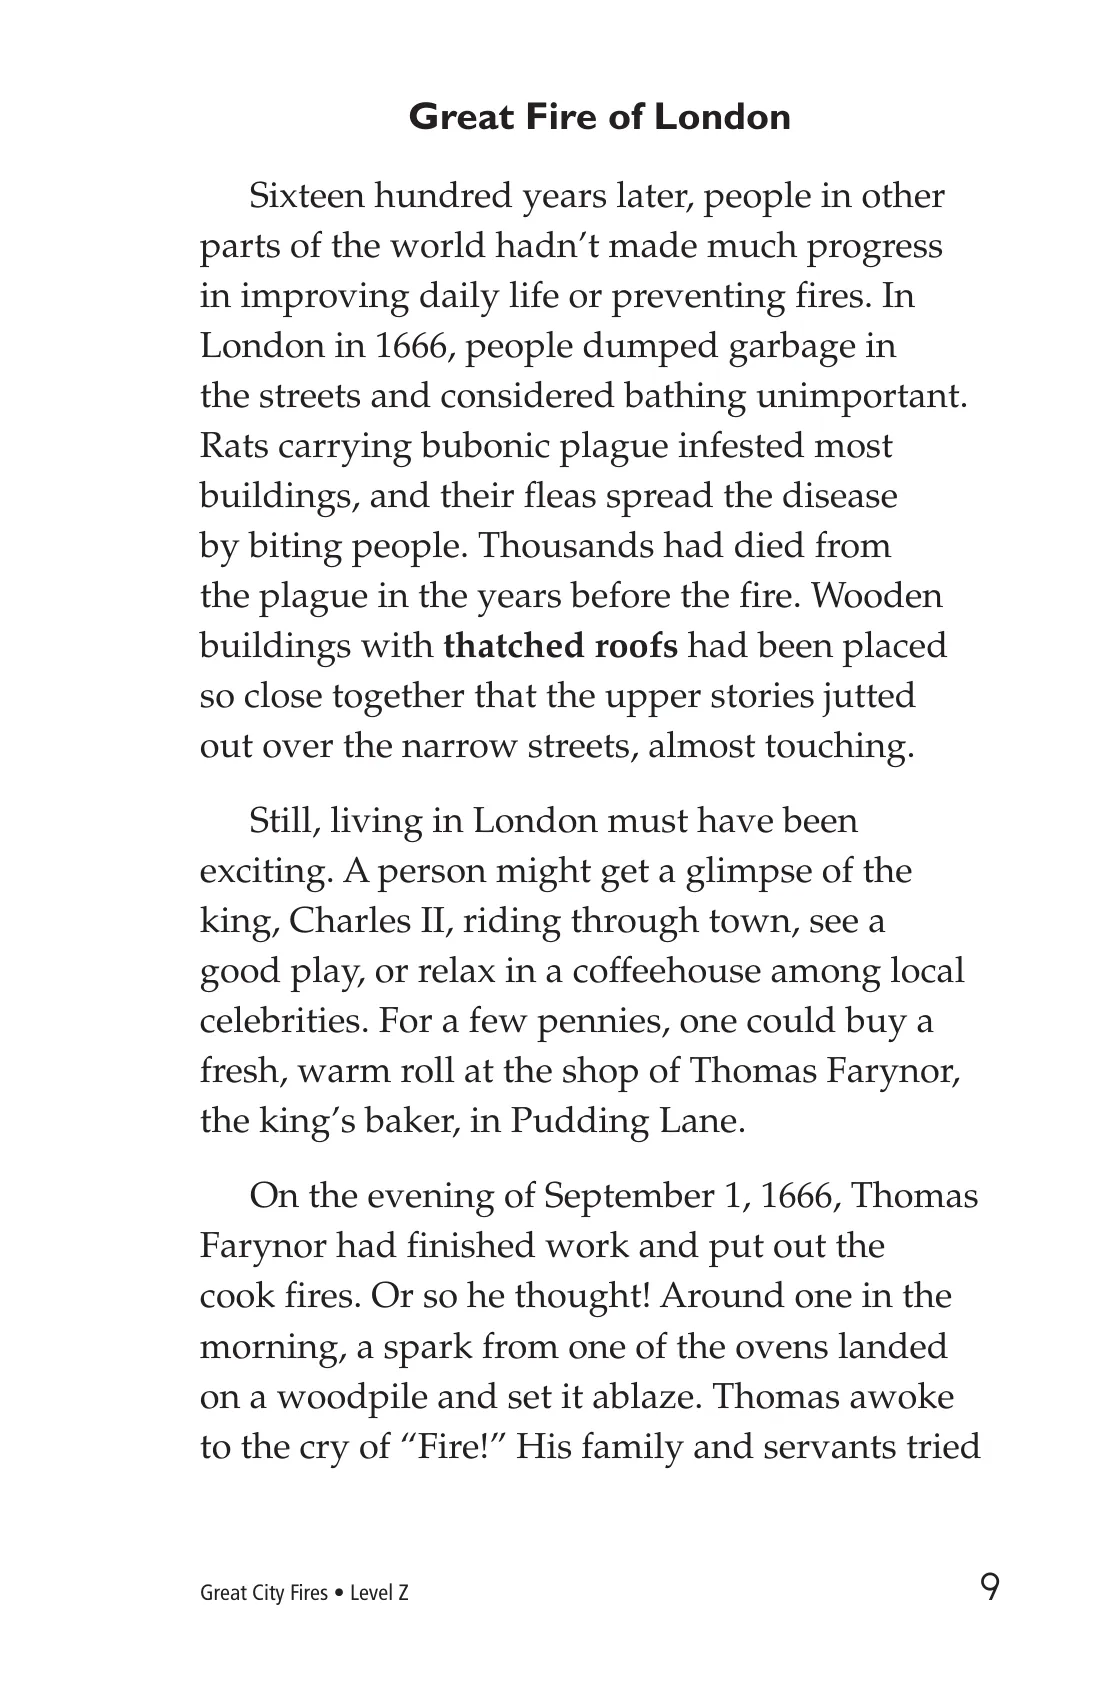 Great Fire of London
Sixteen hundred years later, people in other
parts of the world hadn’t made much progress
in improving daily life or preventing fires. In
London in 1666, people dumped garbage in
the streets and considered bathing unimportant.
Rats carrying bubonic plague infested most
buildings, and their fleas spread the disease
by biting people. Thousands had died from
the plague in the years before the fire. Wooden
buildings with thatched roofs had been placed
so close together that the upper stories jutted
out over the narrow streets, almost touching.
Still, living in London must have been
exciting. A person might get a glimpse of the
king, Charles II, riding through town, see a
good play, or relax in a coffeehouse among local
celebrities. For a few pennies, one could buy a
fresh, warm roll at the shop of Thomas Farynor,
the king’s baker, in Pudding Lane.
On the evening of September 1, 1666, Thomas
Farynor had finished work and put out the
cook fires. Or so he thought! Around one in the
morning, a spark from one of the ovens landed
on a woodpile and set it ablaze. Thomas awoke
to the cry of “Fire!” His family and servants tried
Great City Fires • Level Z
9